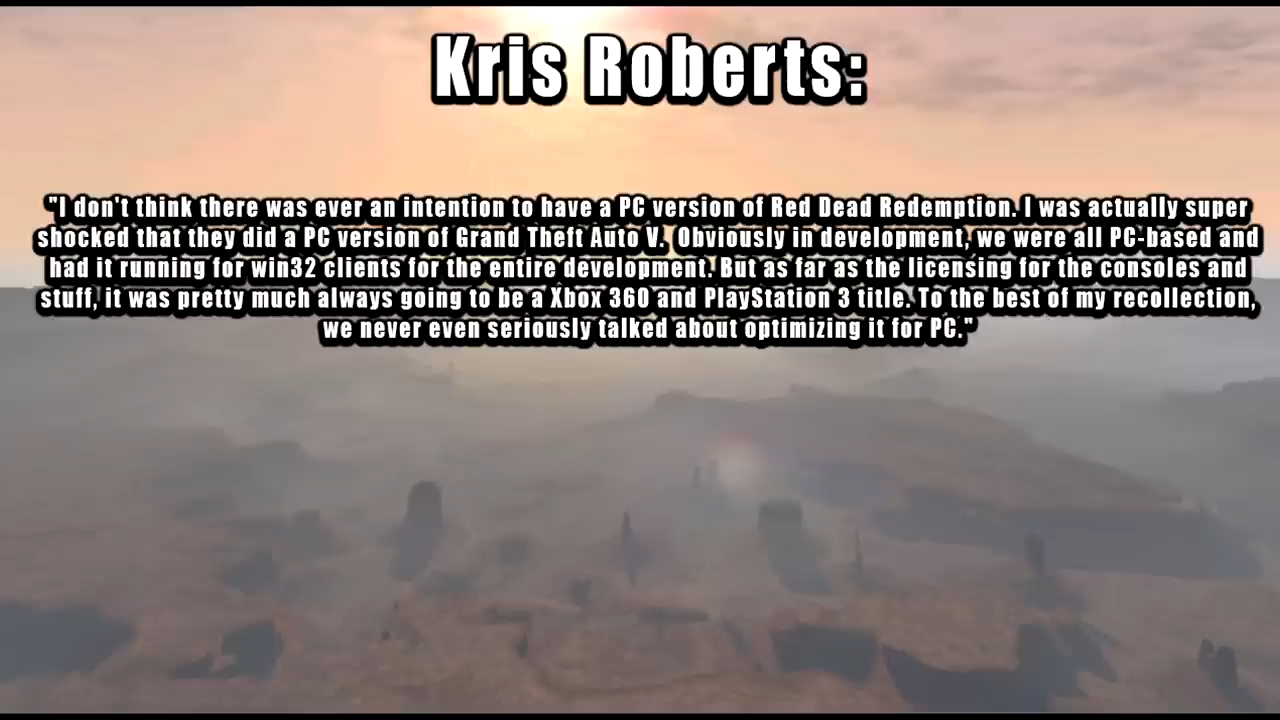 Kris Roberts:
"I don't think there was ever an intention to have a PC version of Red Dead Redemption. I was actually super
shocked that they did a PC version of Grand Theft Auto V.  Obviously in development, we were all PC-based and
had it running for win32 clients for the entire development. But as far as the licensing for the consoles and
stuff, it was pretty much always going to be a Xbox 360 and PlayStation 3 title. To the best of my recollection,
we never even seriously talked about optimizing it for PC."